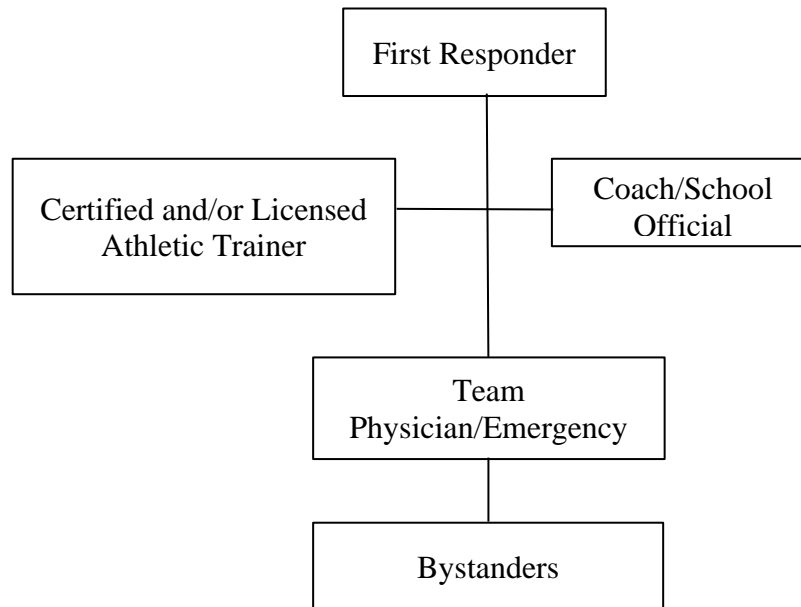 First Responder
Certified and/or Licensed
Athletic Trainer
Coach/School
Official
Team
Physician/Emergency
Bystanders